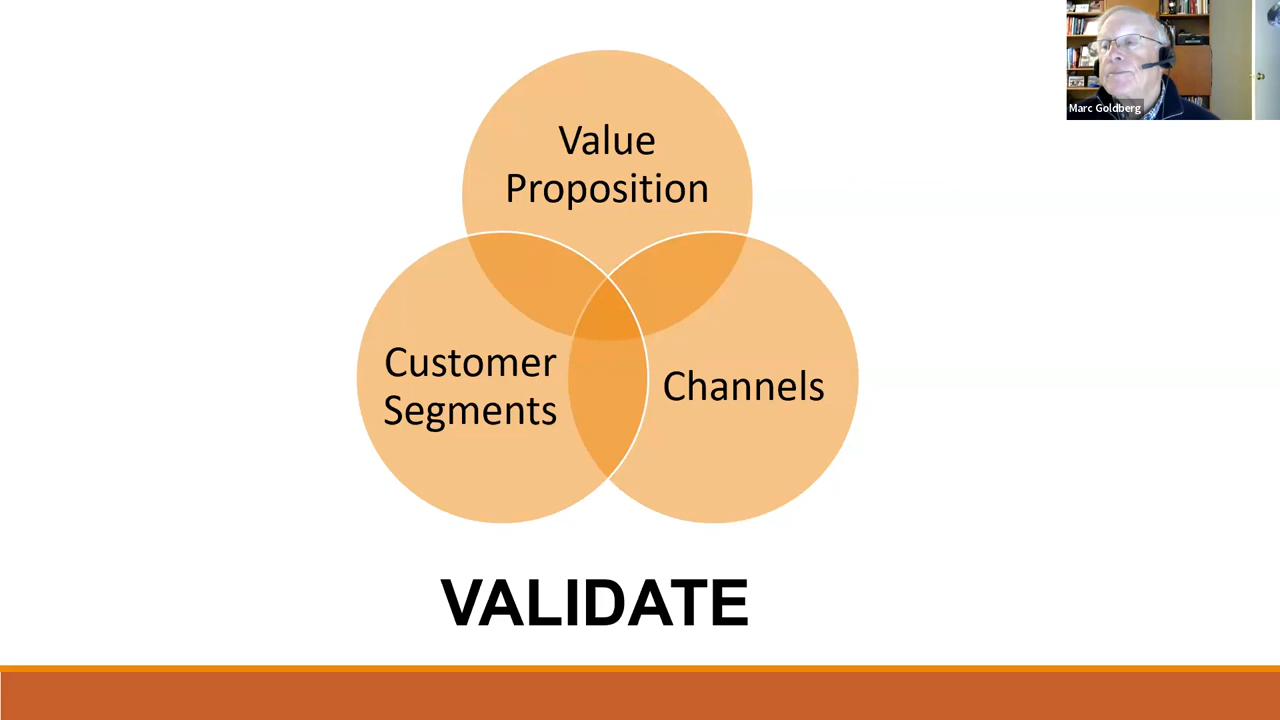 Value
Proposition
Customer
Segments
Channels
VALIDATE
Marc Goldberg